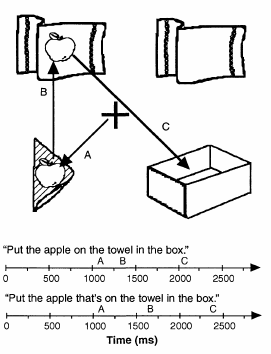 B
C
A
"Put the apple on the towel in the box."
A B C
0 500 1000 1500 2000 2500
"Put the apple that's on the towel in the box."
A B C
0 500 1000 1500 2000 2500
Time (ms)